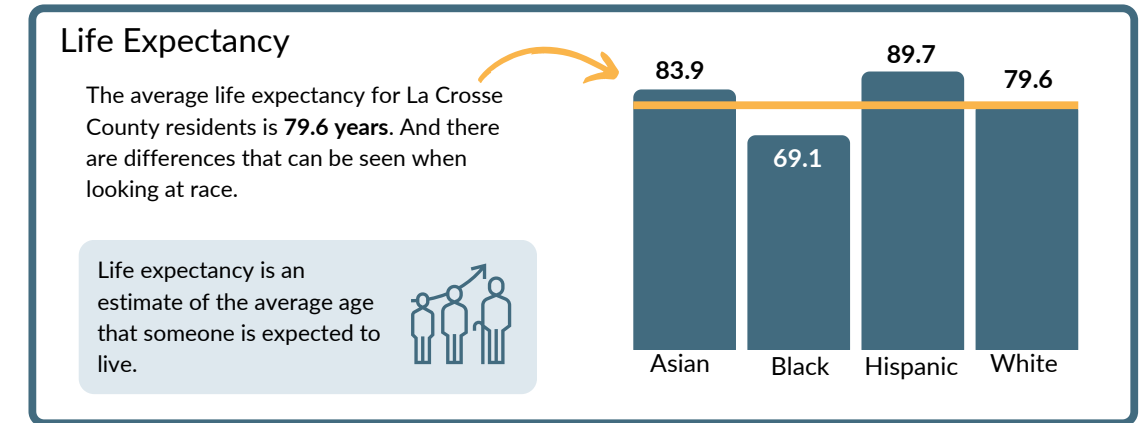 Life Expectancy
The average life expectancy for La Crosse
County residents is 79.6 years. And there
are differences that can be seen when
looking at race.
Life expectancy is an
estimate of the average age
that someone is expected to
live.
83.9
69.1
89.7
79.6
Asian
Black
Hispanic
White